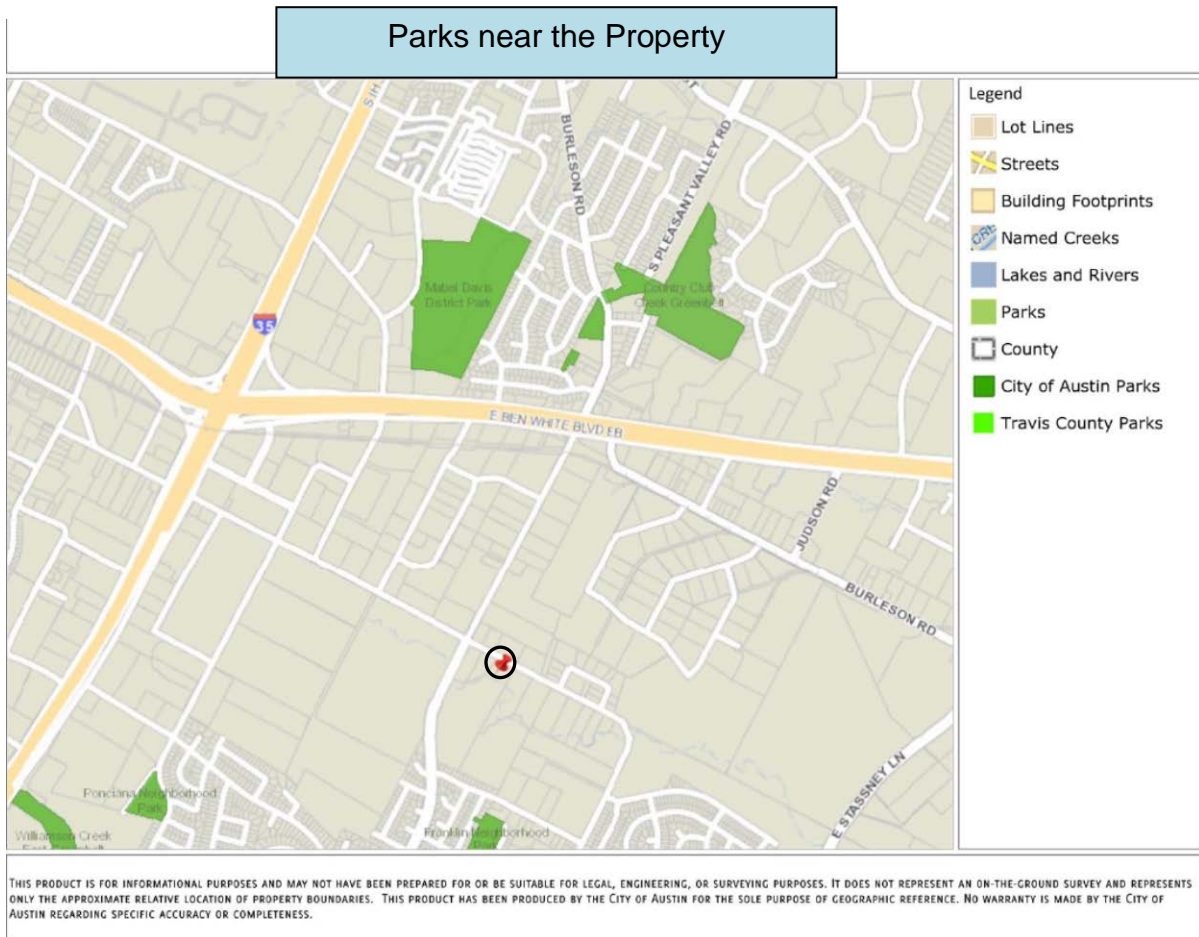 Parks near the Property
S IH
BURLESON RD
S PLEASANT VALLEY RD
ST
Mabel Davis
District Park
Country Club
Creek Greenbelt
35
E BEN WHITE BLVD EB
JUDSON RD
BURLESON RD
E STASSNEY LN
Ponciana Neighborhood
Park
Williamson Creek
East Greenbelt
Franklin Neighborhood
Park
Legend
Lot Lines
Streets
Building Footprints
CRE
Named Creeks
Lakes and Rivers
Parks
County
City of Austin Parks
Travis County Parks
THIS PRODUCT IS FOR INFORMATIONAL PURPOSES AND MAY NOT HAVE BEEN PREPARED FOR OR BE SUITABLE FOR LEGAL, ENGINEERING, OR SURVEYING PURPOSES. IT DOES NOT REPRESENT AN ON-THE-GROUND SURVEY AND REPRESENTS
ONLY THE APPROXIMATE RELATIVE LOCATION OF PROPERTY BOUNDARIES. THIS PRODUCT HAS BEEN PRODUCED BY THE CITY OF AUSTIN FOR THE SOLE PURPOSE OF GEOGRAPHIC REFERENCE. NO WARRANTY IS MADE BY THE CITY OF
AUSTIN REGARDING SPECIFIC ACCURACY OR COMPLETENESS.